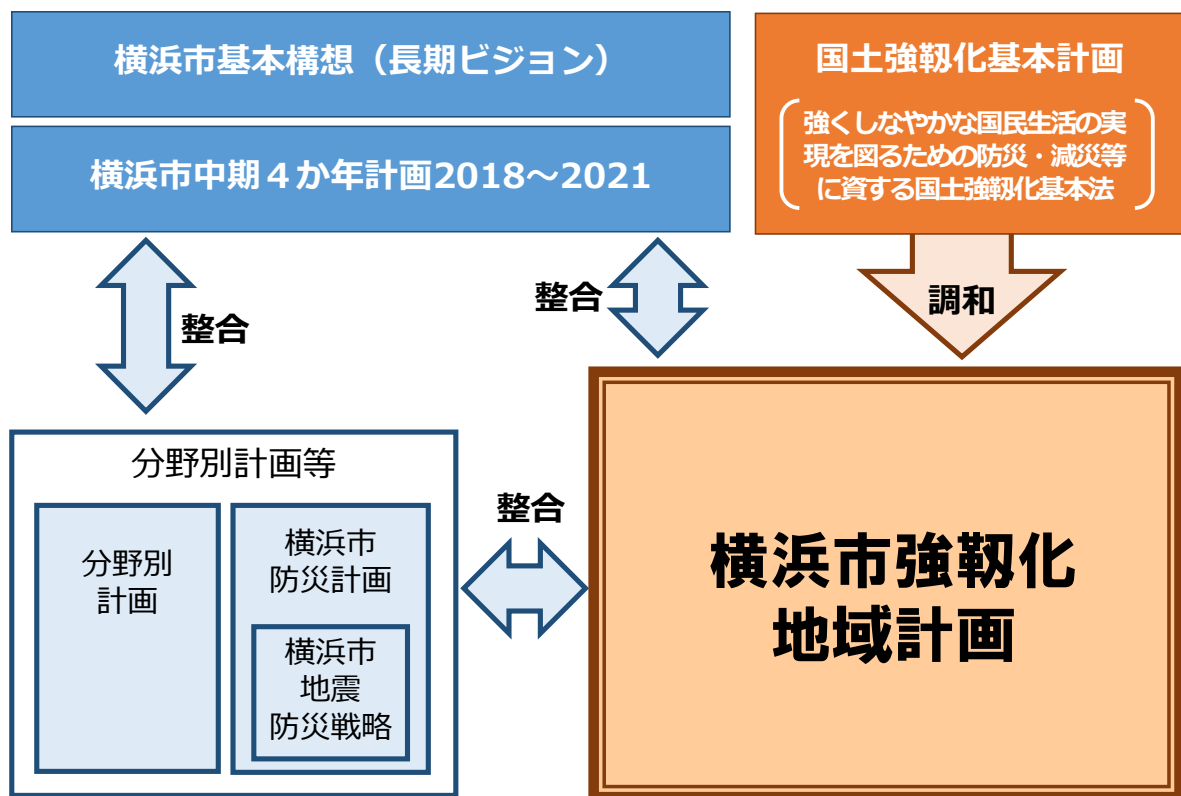 横浜市基本構想（長期ビジョン）
横浜市中期４か年計画2018～2021
国土強靱化基本計画
強くしなやかな国民生活の実
現を図るための防災・減災等
に資する国土強靱化基本法
整合
整合
調和
分野別計画等
分野別
計画
横浜市
防災計画
横浜市
地震
防災戦略
整合
横浜市強靱化
地域計画